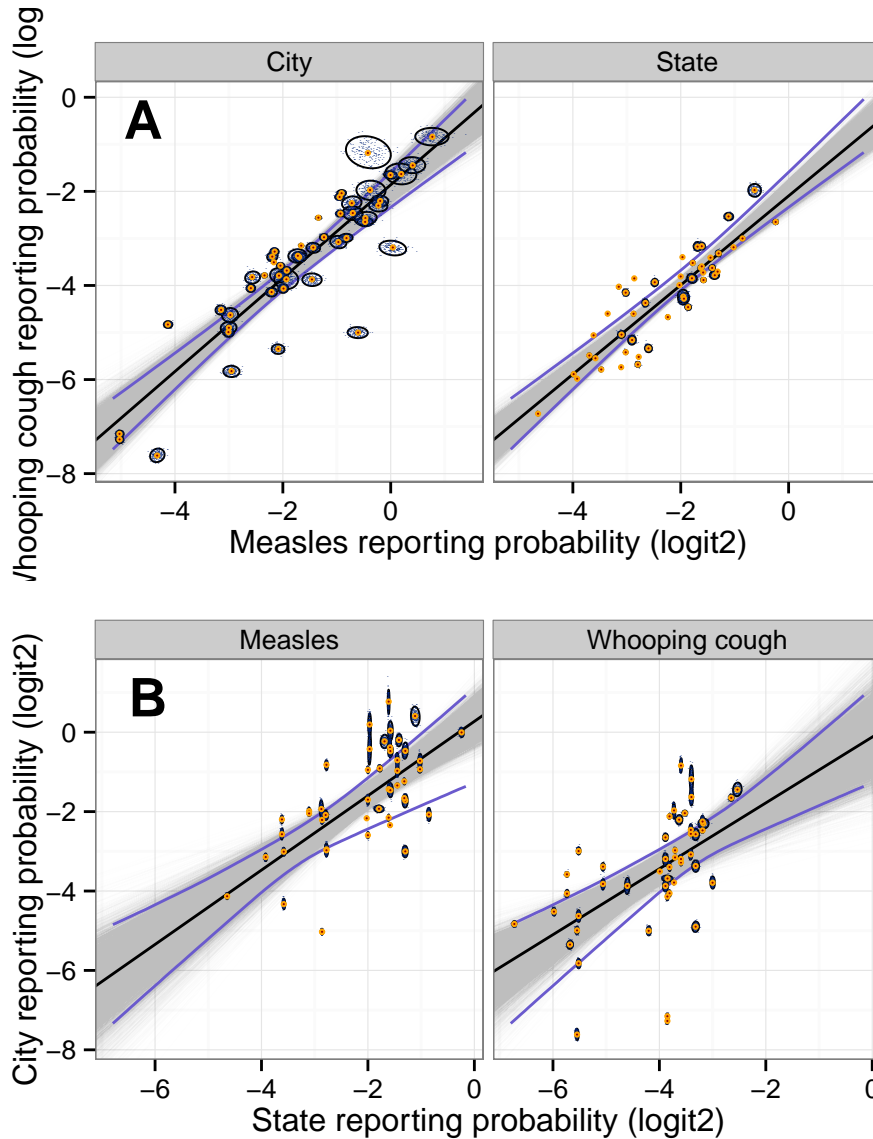 City State
Whooping cough reporting probability (log
A
0
−2
−4
−6
−8
−4 −2 0 −4 −2 0
Measles reporting probability (logit2)
Measles Whooping cough
City reporting probability (logit2)
B
0
−2
−4
−6
−8
−6 −4 −2 0 −6 −4 −2 0
State reporting probability (logit2)